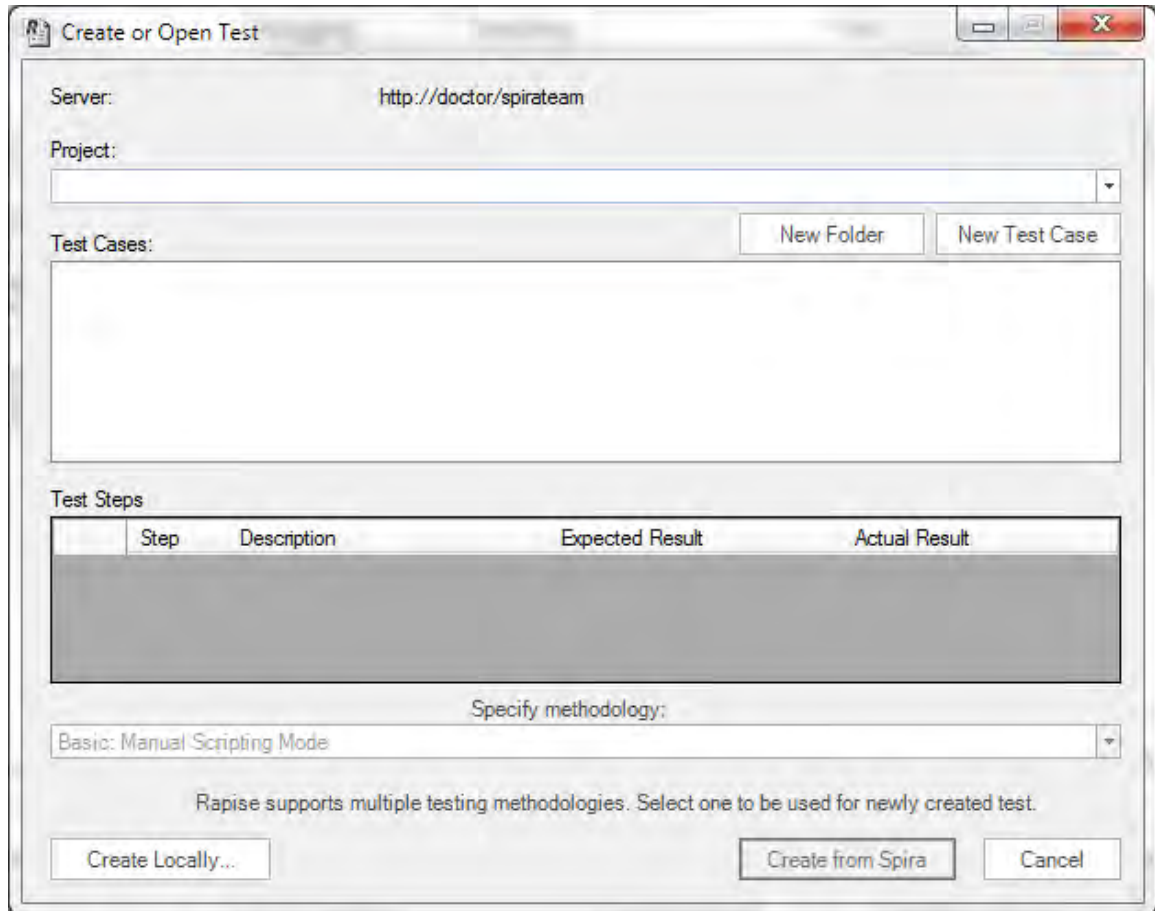 Create or Open Test
Server: http://doctor/spirateam
Project:
New Folder New Test Case
Test Cases:
Test Steps
Step Description Expected Result Actual Result
Specify methodology:
Basic: Manual Scripting Mode
Rapise supports multiple testing methodologies. Select one to be used for newly created test.
Create Locally... Create from Spira Cancel